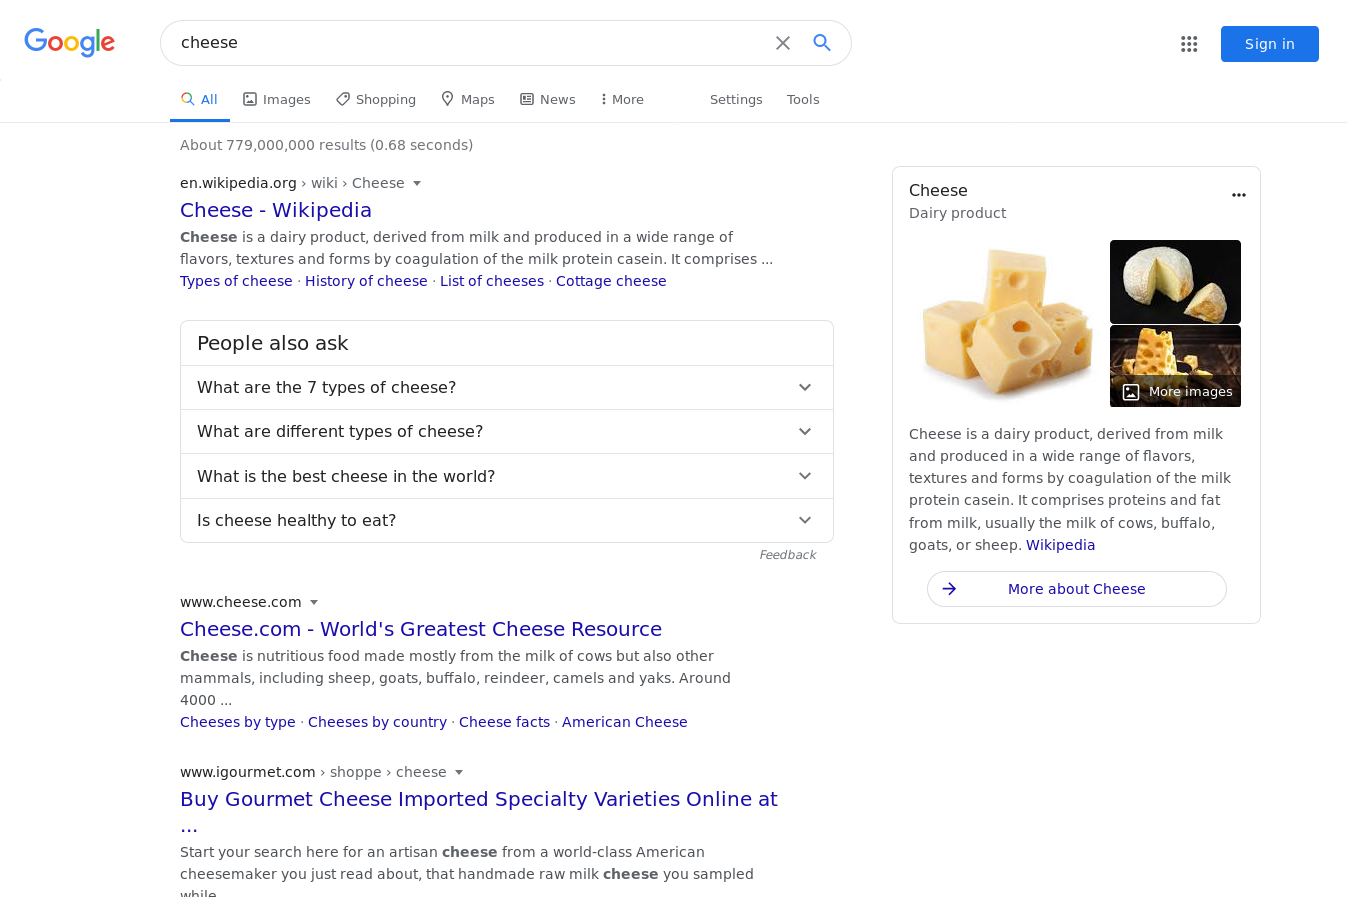 Google
cheese
Sign in
All Images Shopping Maps News More Settings Tools
About 779,000,000 results (0.68 seconds)
en.wikipedia.org › wiki › Cheese
Cheese - Wikipedia
Cheese is a dairy product, derived from milk and produced in a wide range of
flavors, textures and forms by coagulation of the milk protein casein. It comprises ...
Types of cheese · History of cheese · List of cheeses · Cottage cheese
People also ask
What are the 7 types of cheese?
What are different types of cheese?
What is the best cheese in the world?
Is cheese healthy to eat?
Feedback
www.cheese.com
Cheese.com - World's Greatest Cheese Resource
Cheese is nutritious food made mostly from the milk of cows but also other
mammals, including sheep, goats, buffalo, reindeer, camels and yaks. Around
4000 ...
Cheeses by type · Cheeses by country · Cheese facts · American Cheese
www.igourmet.com › shoppe › cheese
Buy Gourmet Cheese Imported Specialty Varieties Online at
...
Start your search here for an artisan cheese from a world-class American
cheesemaker you just read about, that handmade raw milk cheese you sampled
while
Cheese
Dairy product
More images
Cheese is a dairy product, derived from milk
and produced in a wide range of flavors,
textures and forms by coagulation of the milk
protein casein. It comprises proteins and fat
from milk, usually the milk of cows, buffalo,
goats, or sheep. Wikipedia
More about Cheese